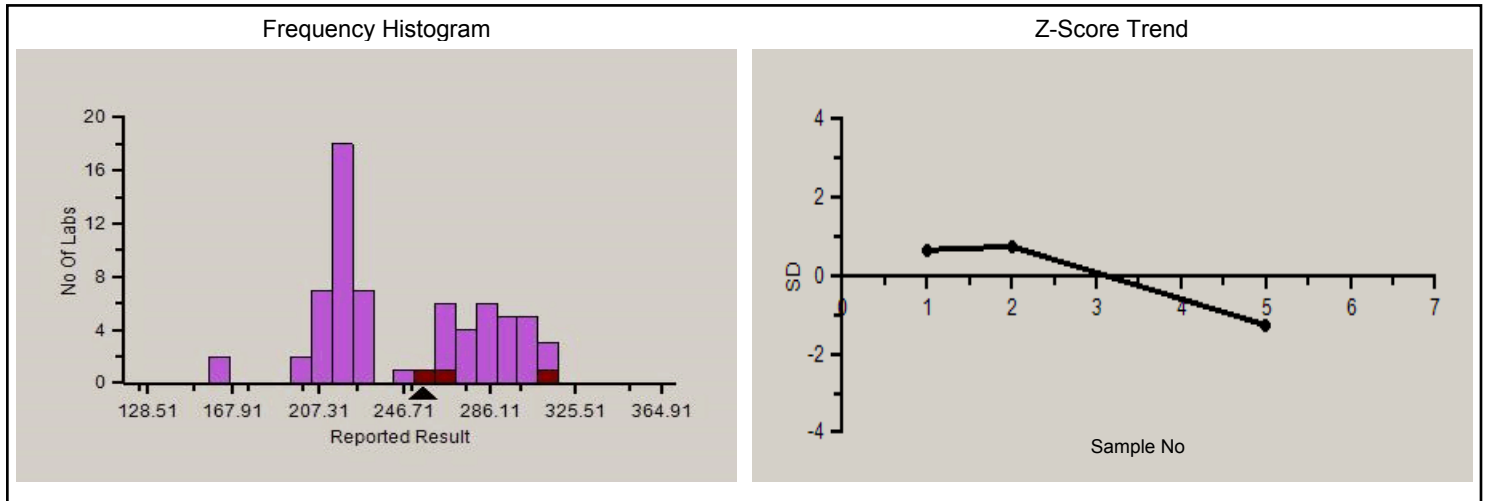 Frequency Histogram
20
16
12
8
4
0
No Of Labs
128.51 167.91 207.31 246.71 286.11 325.51 364.91
Reported Result
Z-Score Trend
4
2
0
-2
-4
SD
0 1 2 3 4 5 6 7
Sample No